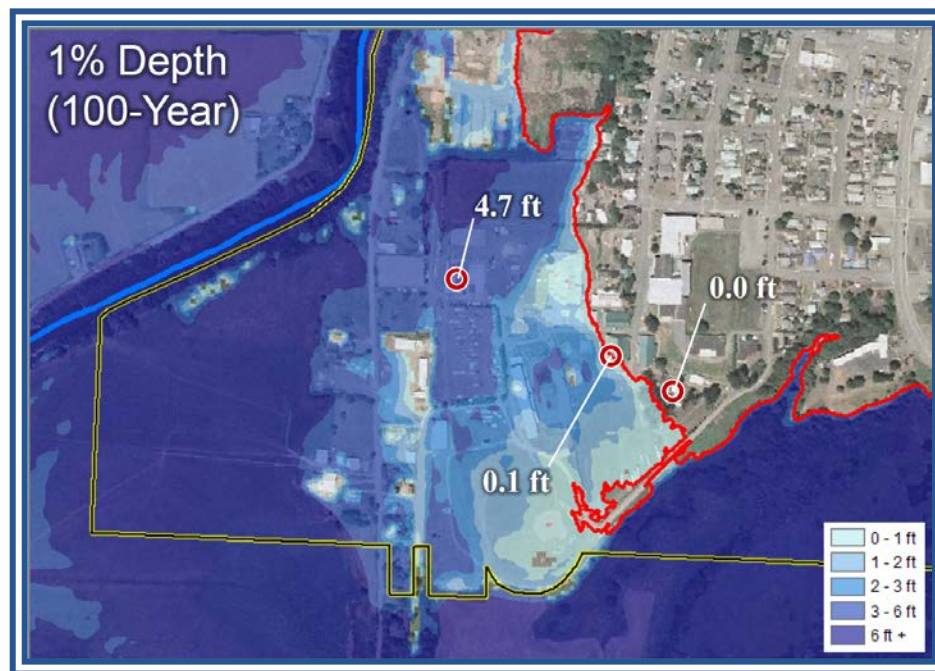 1% Depth
(100-Year)
4.7 ft
0.0 ft
0.1 ft
0 - 1 ft
1 - 2 ft
2 - 3 ft
3 - 6 ft
6 ft +